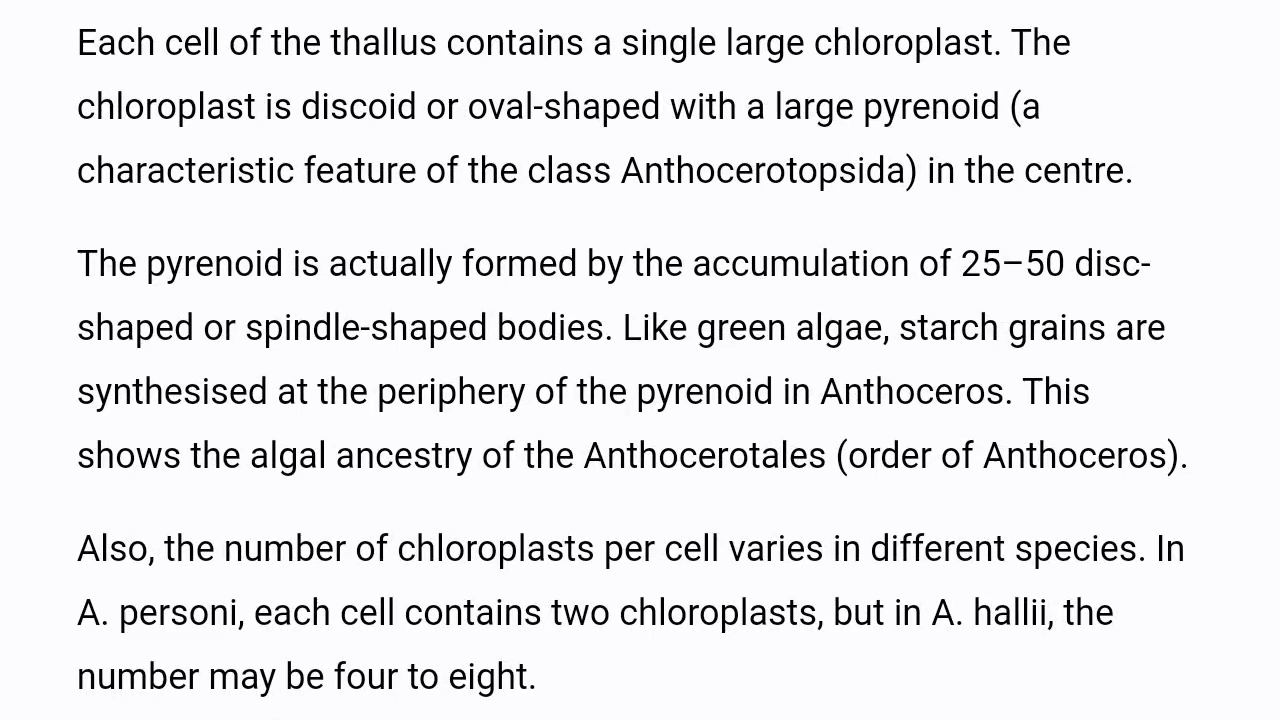 Each cell of the thallus contains a single large chloroplast. The
chloroplast is discoid or oval-shaped with a large pyrenoid (a
characteristic feature of the class Anthocerotopsida) in the centre.
The pyrenoid is actually formed by the accumulation of 25–50 disc-
shaped or spindle-shaped bodies. Like green algae, starch grains are
synthesised at the periphery of the pyrenoid in Anthoceros. This
shows the algal ancestry of the Anthocerotales (order of Anthoceros).
Also, the number of chloroplasts per cell varies in different species. In
A. personi, each cell contains two chloroplasts, but in A. hallii, the
number may be four to eight.